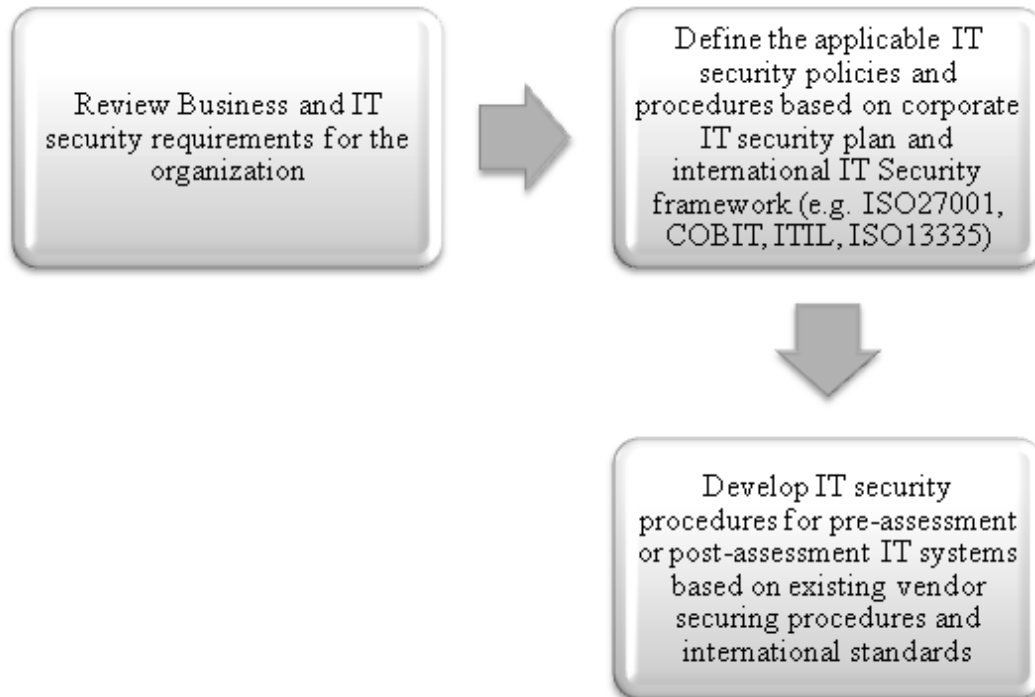 Review Business and IT
security requirements for the
organization
Define the applicable IT
security policies and
procedures based on corporate
IT security plan and
international IT Security
framework (e.g. ISO27001,
COBIT, ITIL, ISO13335)
Develop IT security
procedures for pre-assessment
or post-assessment IT systems
based on existing vendor
securing procedures and
international standards